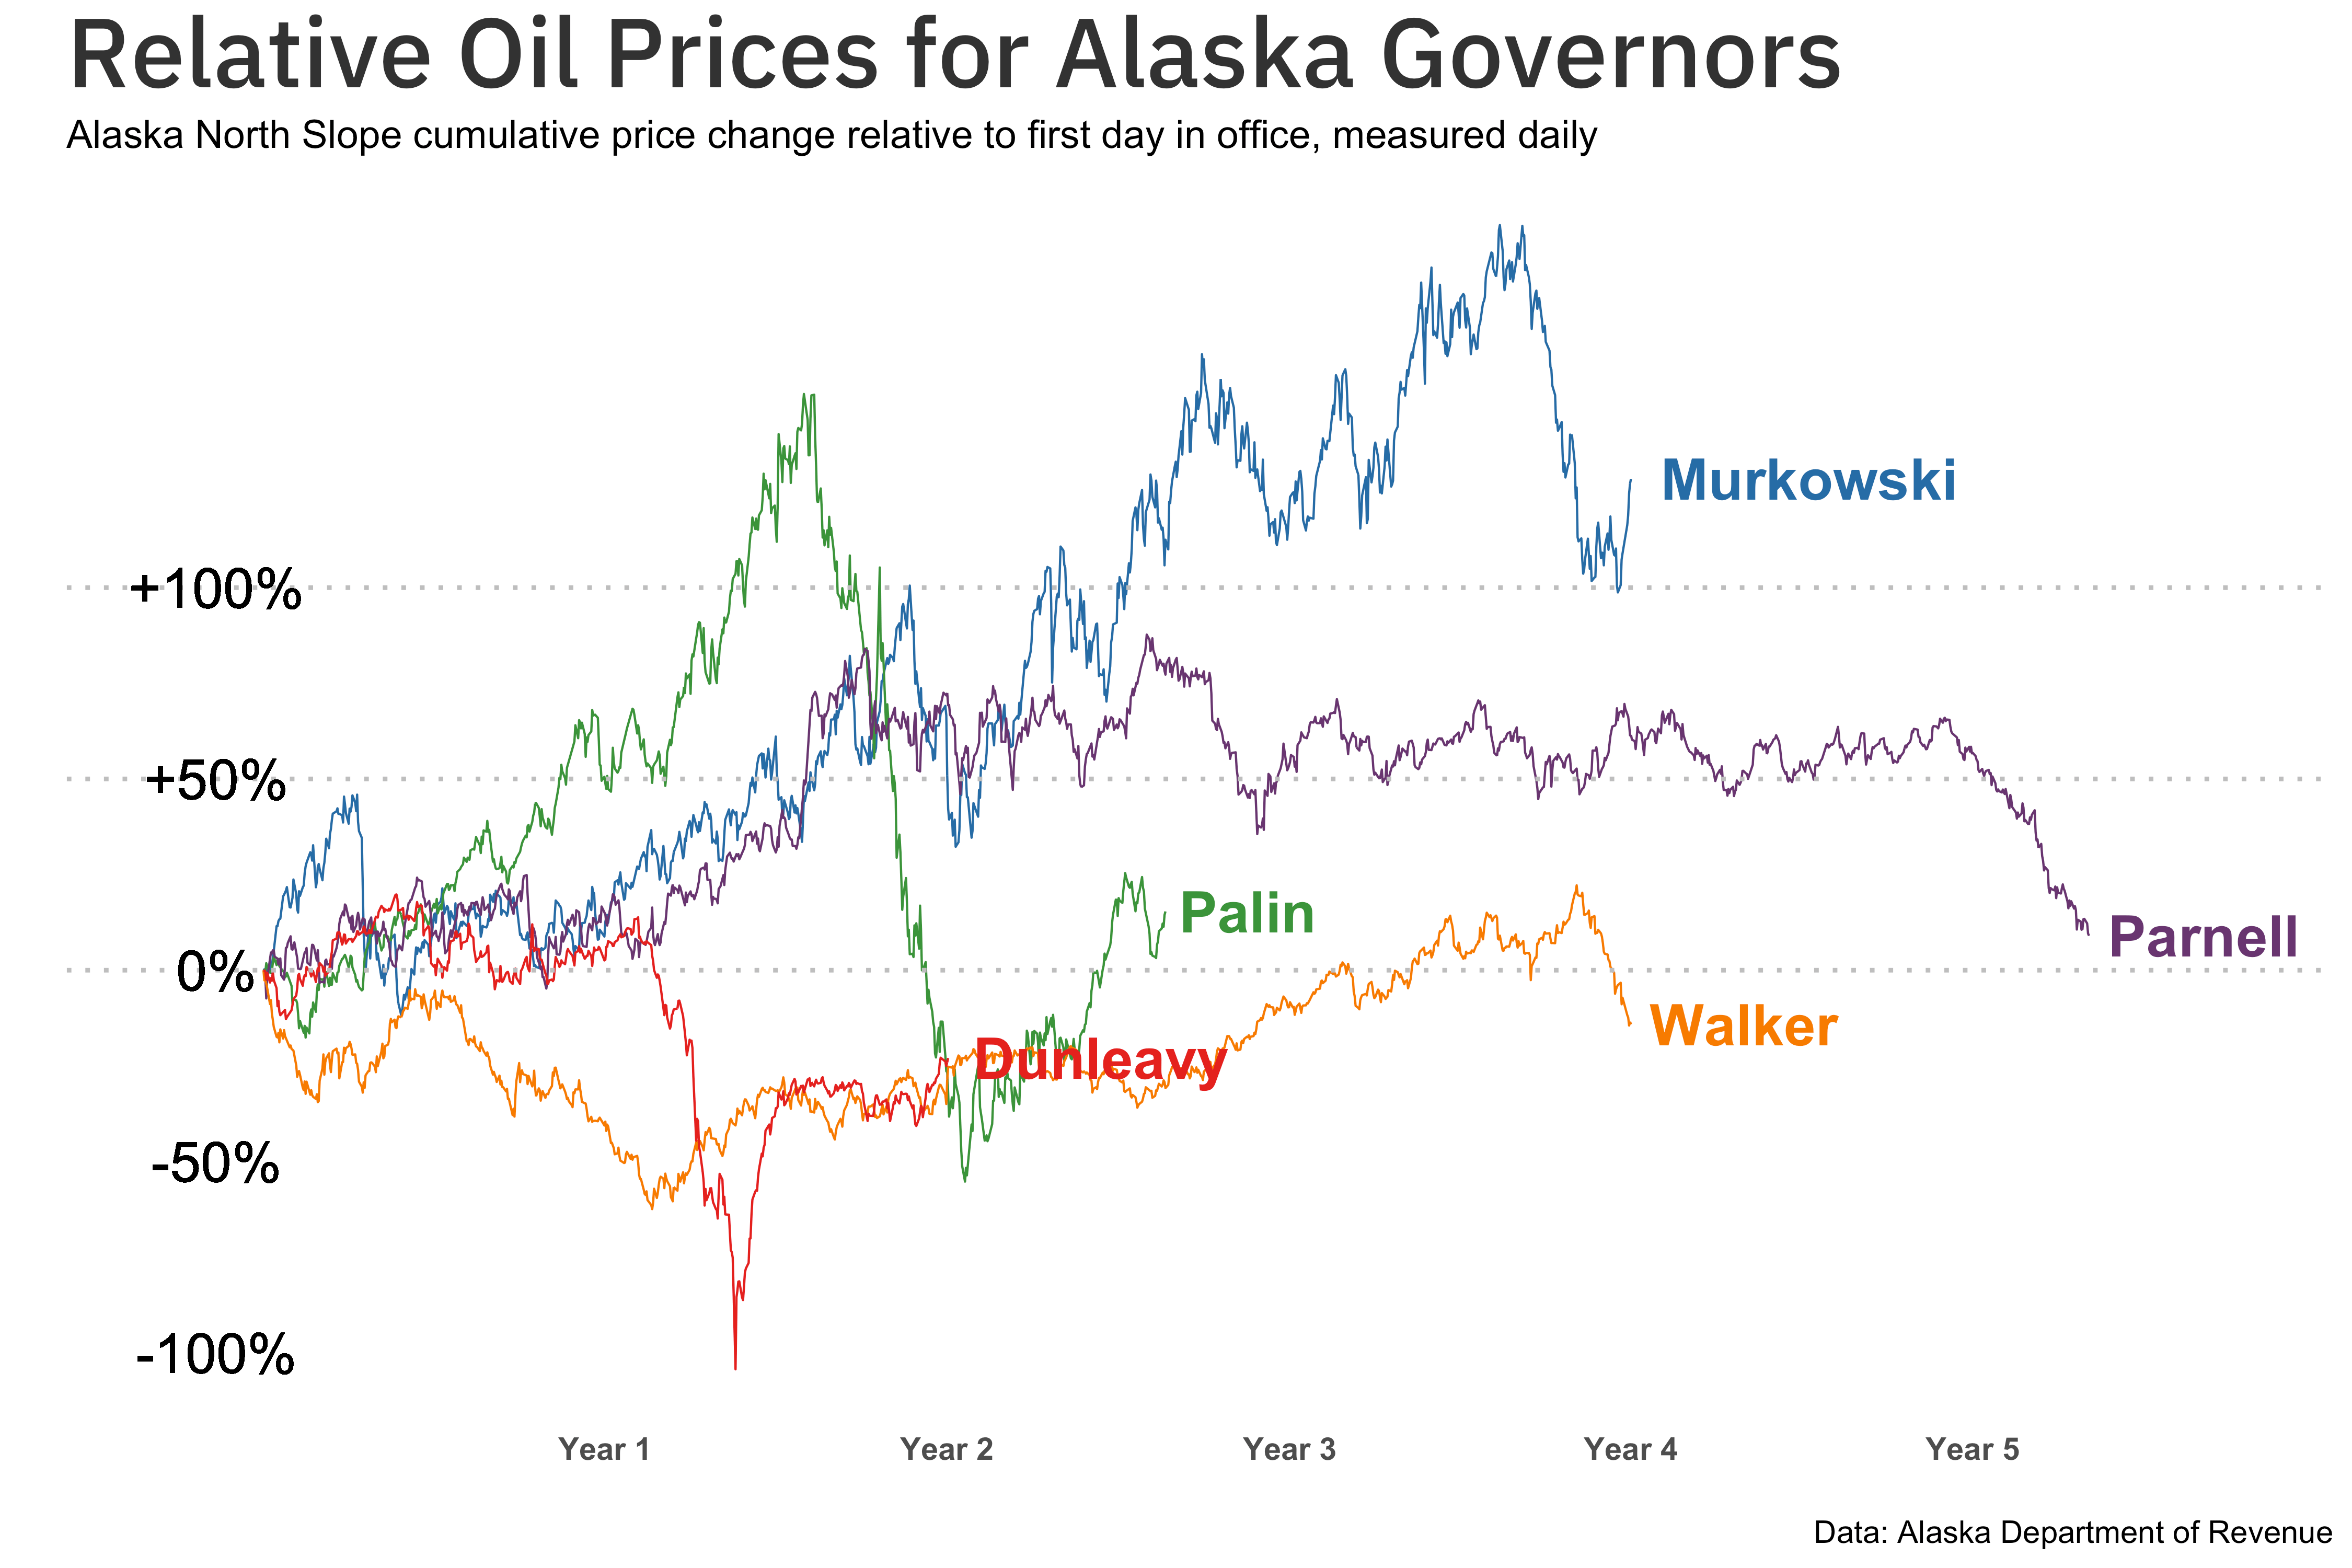 Relative Oil Prices for Alaska Governors
Alaska North Slope cumulative price change relative to first day in office, measured daily
Murkowski
+100%
+50%
Palin
Parnell
0%
Walker
Dunleavy
-50%
-100%
Year 1
Year 2
Year 3
Year 4
Year 5
Data: Alaska Department of Revenue